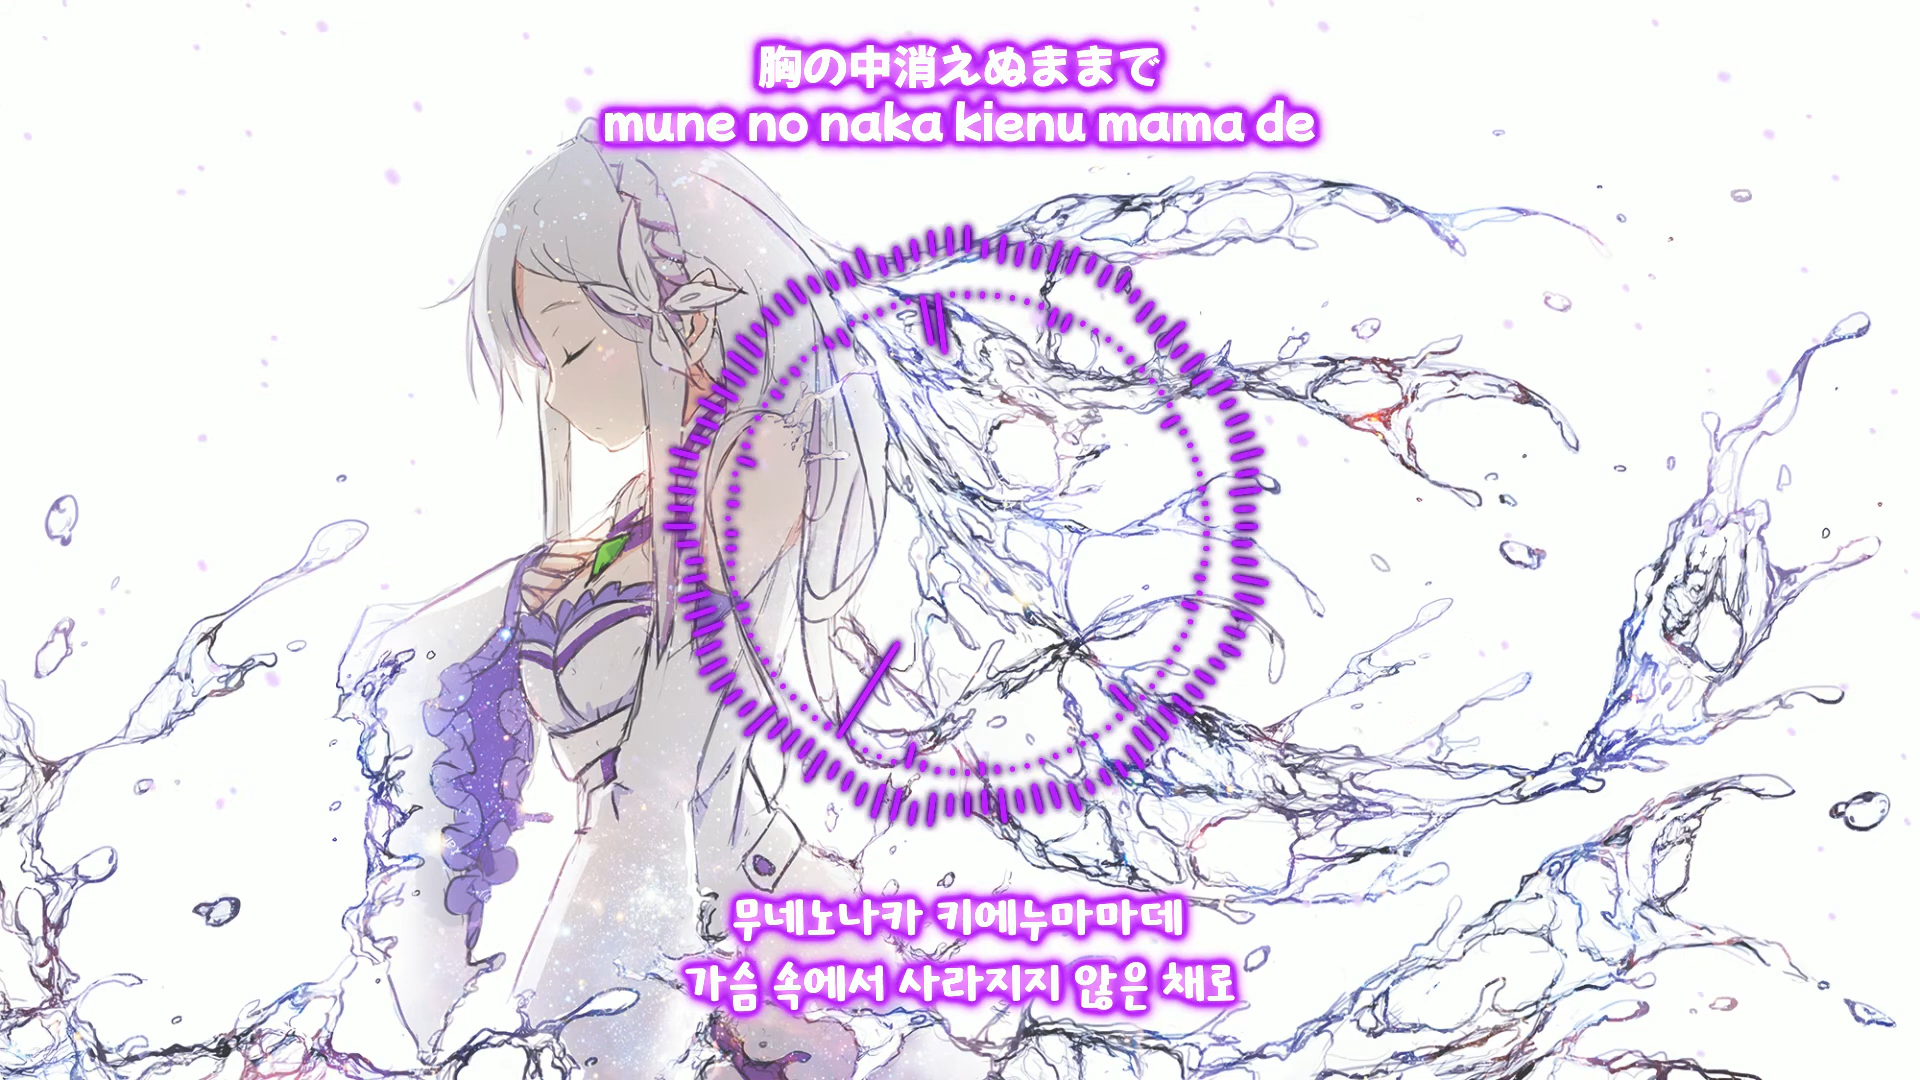 胸の中消えぬままで
mune no naka kienu mama de
무네노나카 키에누마마데
가슴 속에서 사라지지 않은 채로